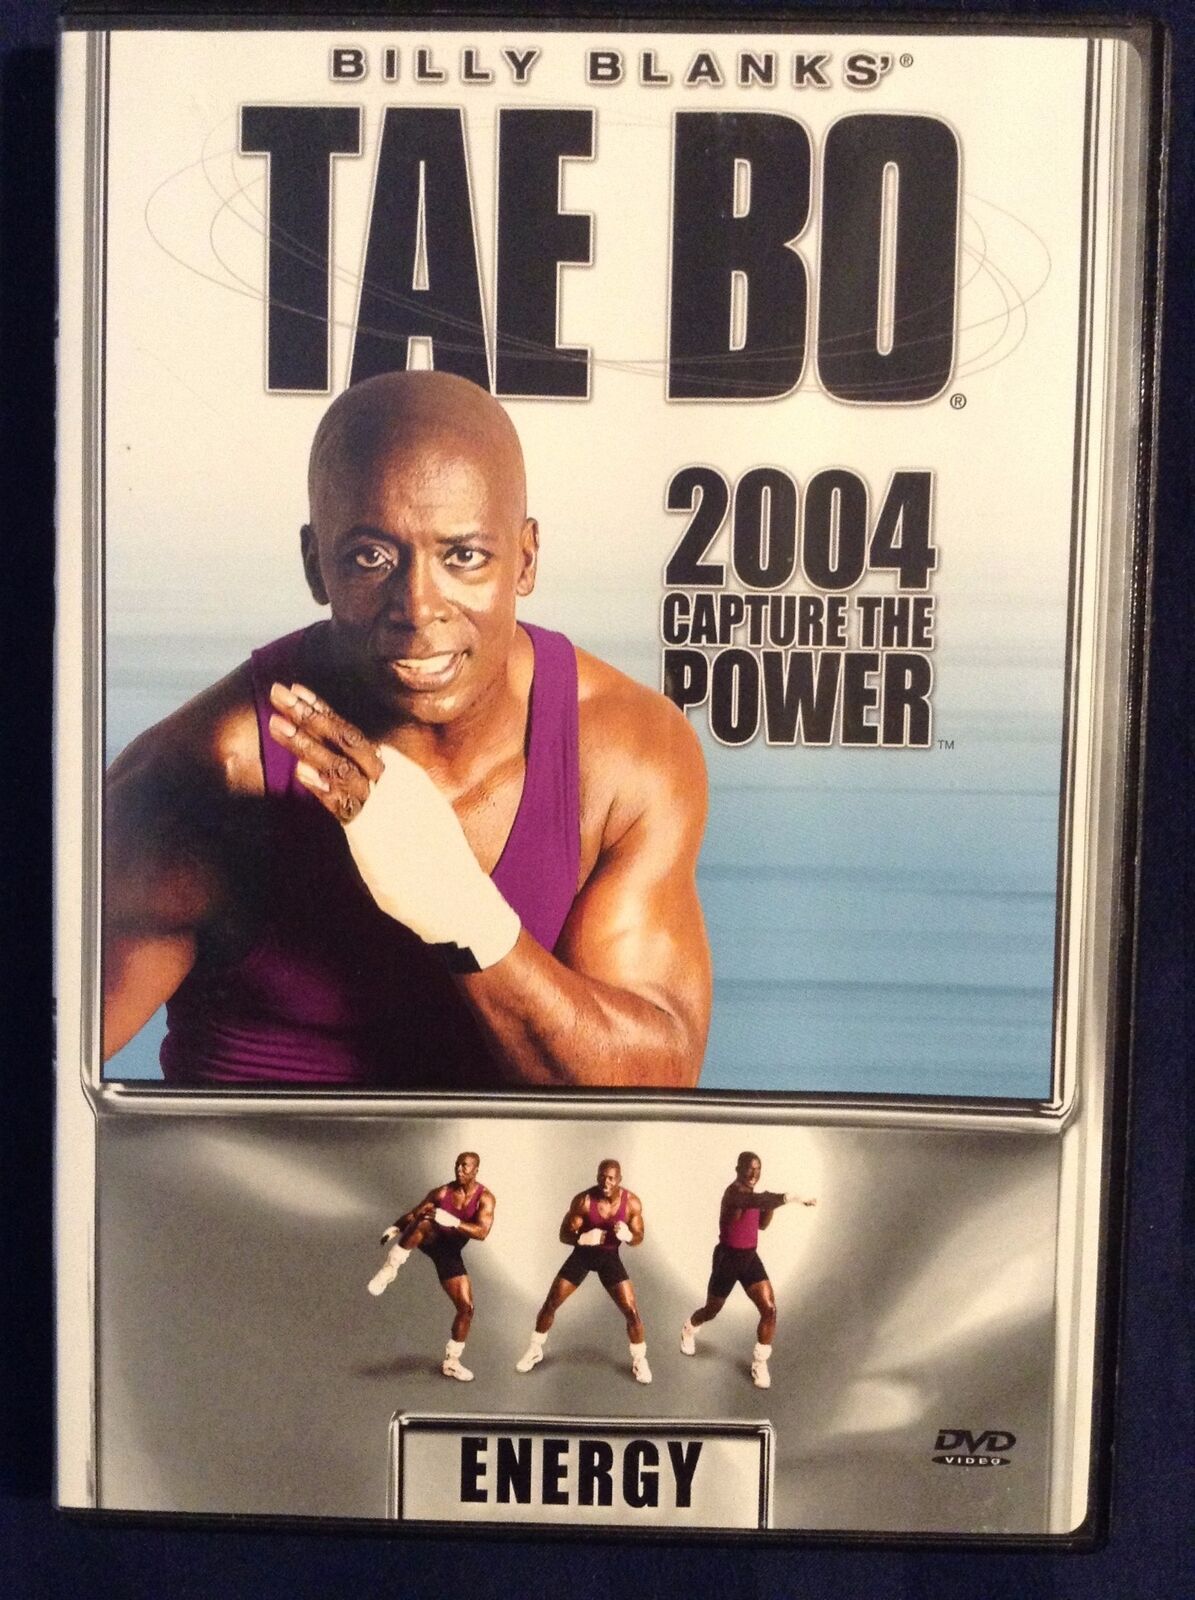 BILLY BLANKS'®
TAE BO®
2004
CAPTURE THE
POWER™
ENERGY
DVD
VIDEO